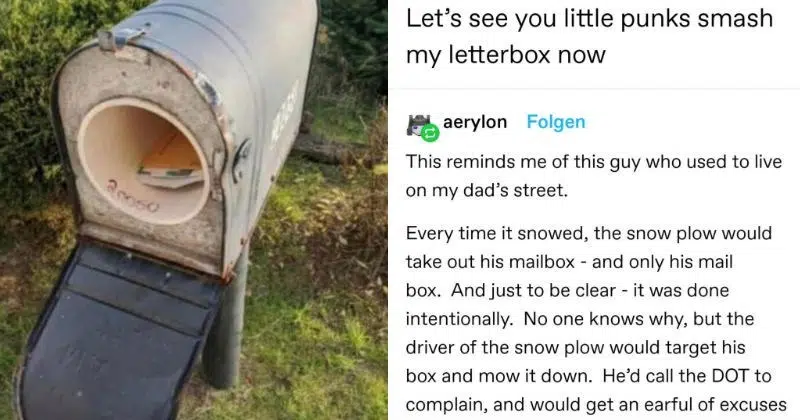 Let's see you little punks smash
my letterbox now
aerylon Folgen
This reminds me of this guy who used to live
on my dad's street.
Every time it snowed, the snow plow would
take out his mailbox - and only his mail
box.  And just to be clear - it was done
intentionally.  No one knows why, but the
driver of the snow plow would target his
box and mow it down.  He'd call the DOT to
complain, and would get an earful of excuses